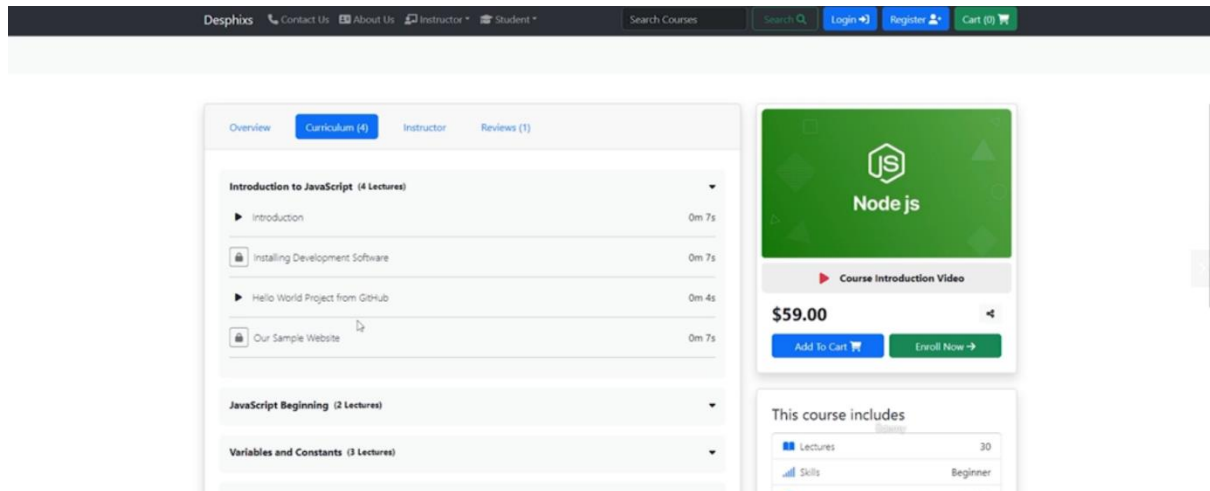 Desphixs Contact Us About Us Instructor Student Search Courses Search Login Register Cart (0)
Overview Curriculum (4) Instructor Reviews (1)
Introduction to JavaScript (4 Lectures)
Introduction 0m 7s
Installing Development Software 0m 7s
Hello World Project from GitHub 0m 4s
Our Sample Website 0m 7s
JavaScript Beginning (2 Lectures)
Variables and Constants (3 Lectures)
JS
Node js
Course Introduction Video
$59.00
Add To Cart Enroll Now
This course includes
Udemy
Lectures 30
Skills Beginner